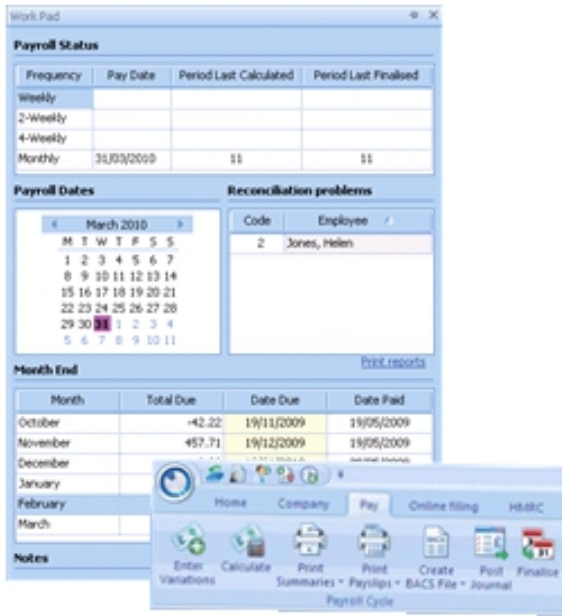 Work Pad
Payroll Status
Frequency Pay Date Period Last Calculated Period Last Finalised
Weekly
2-Weekly
4-Weekly
Monthly 31/03/2010 11 11
Payroll Dates Reconciliation problems
March 2010 Code Employee
M T W T F S S 2 Jones, Helen
1 2 3 4 5 6 7
8 9 10 11 12 13 14
15 16 17 18 19 20 21
22 23 24 25 26 27 28
29 30 31 1 2 3 4
5 6 7 8 9 10 11
Print reports
Month End
Month Total Due Date Due Date Paid
October -42.22 19/11/2009 19/05/2009
November 457.71 19/12/2009 19/05/2009
December
January
February
March
Notes
Home Company Pay Online filing HMRC
Enter Variations Calculate Print Summaries Print Payslips Create BACS File Post Journal Finalise
Payroll Cycle